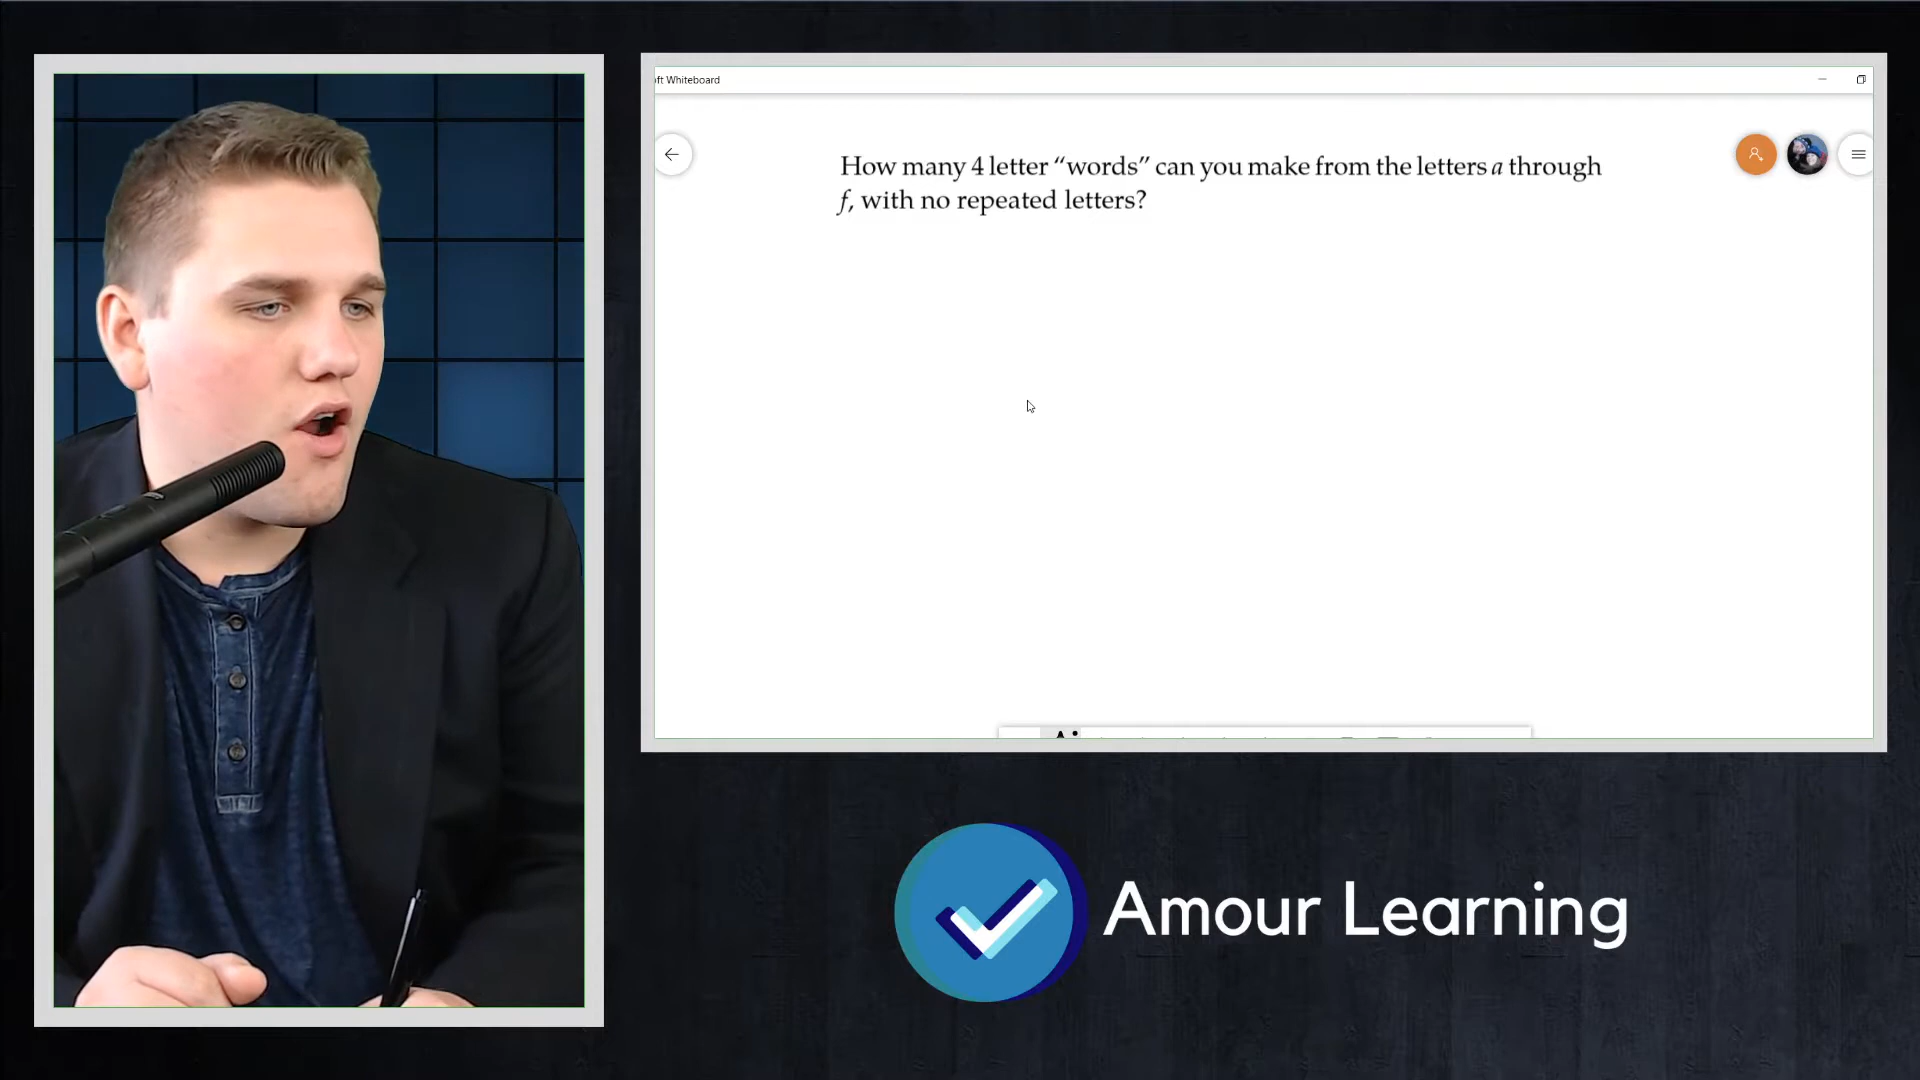 oft Whiteboard
How many 4 letter “words” can you make from the letters a through
f, with no repeated letters?
Amour Learning